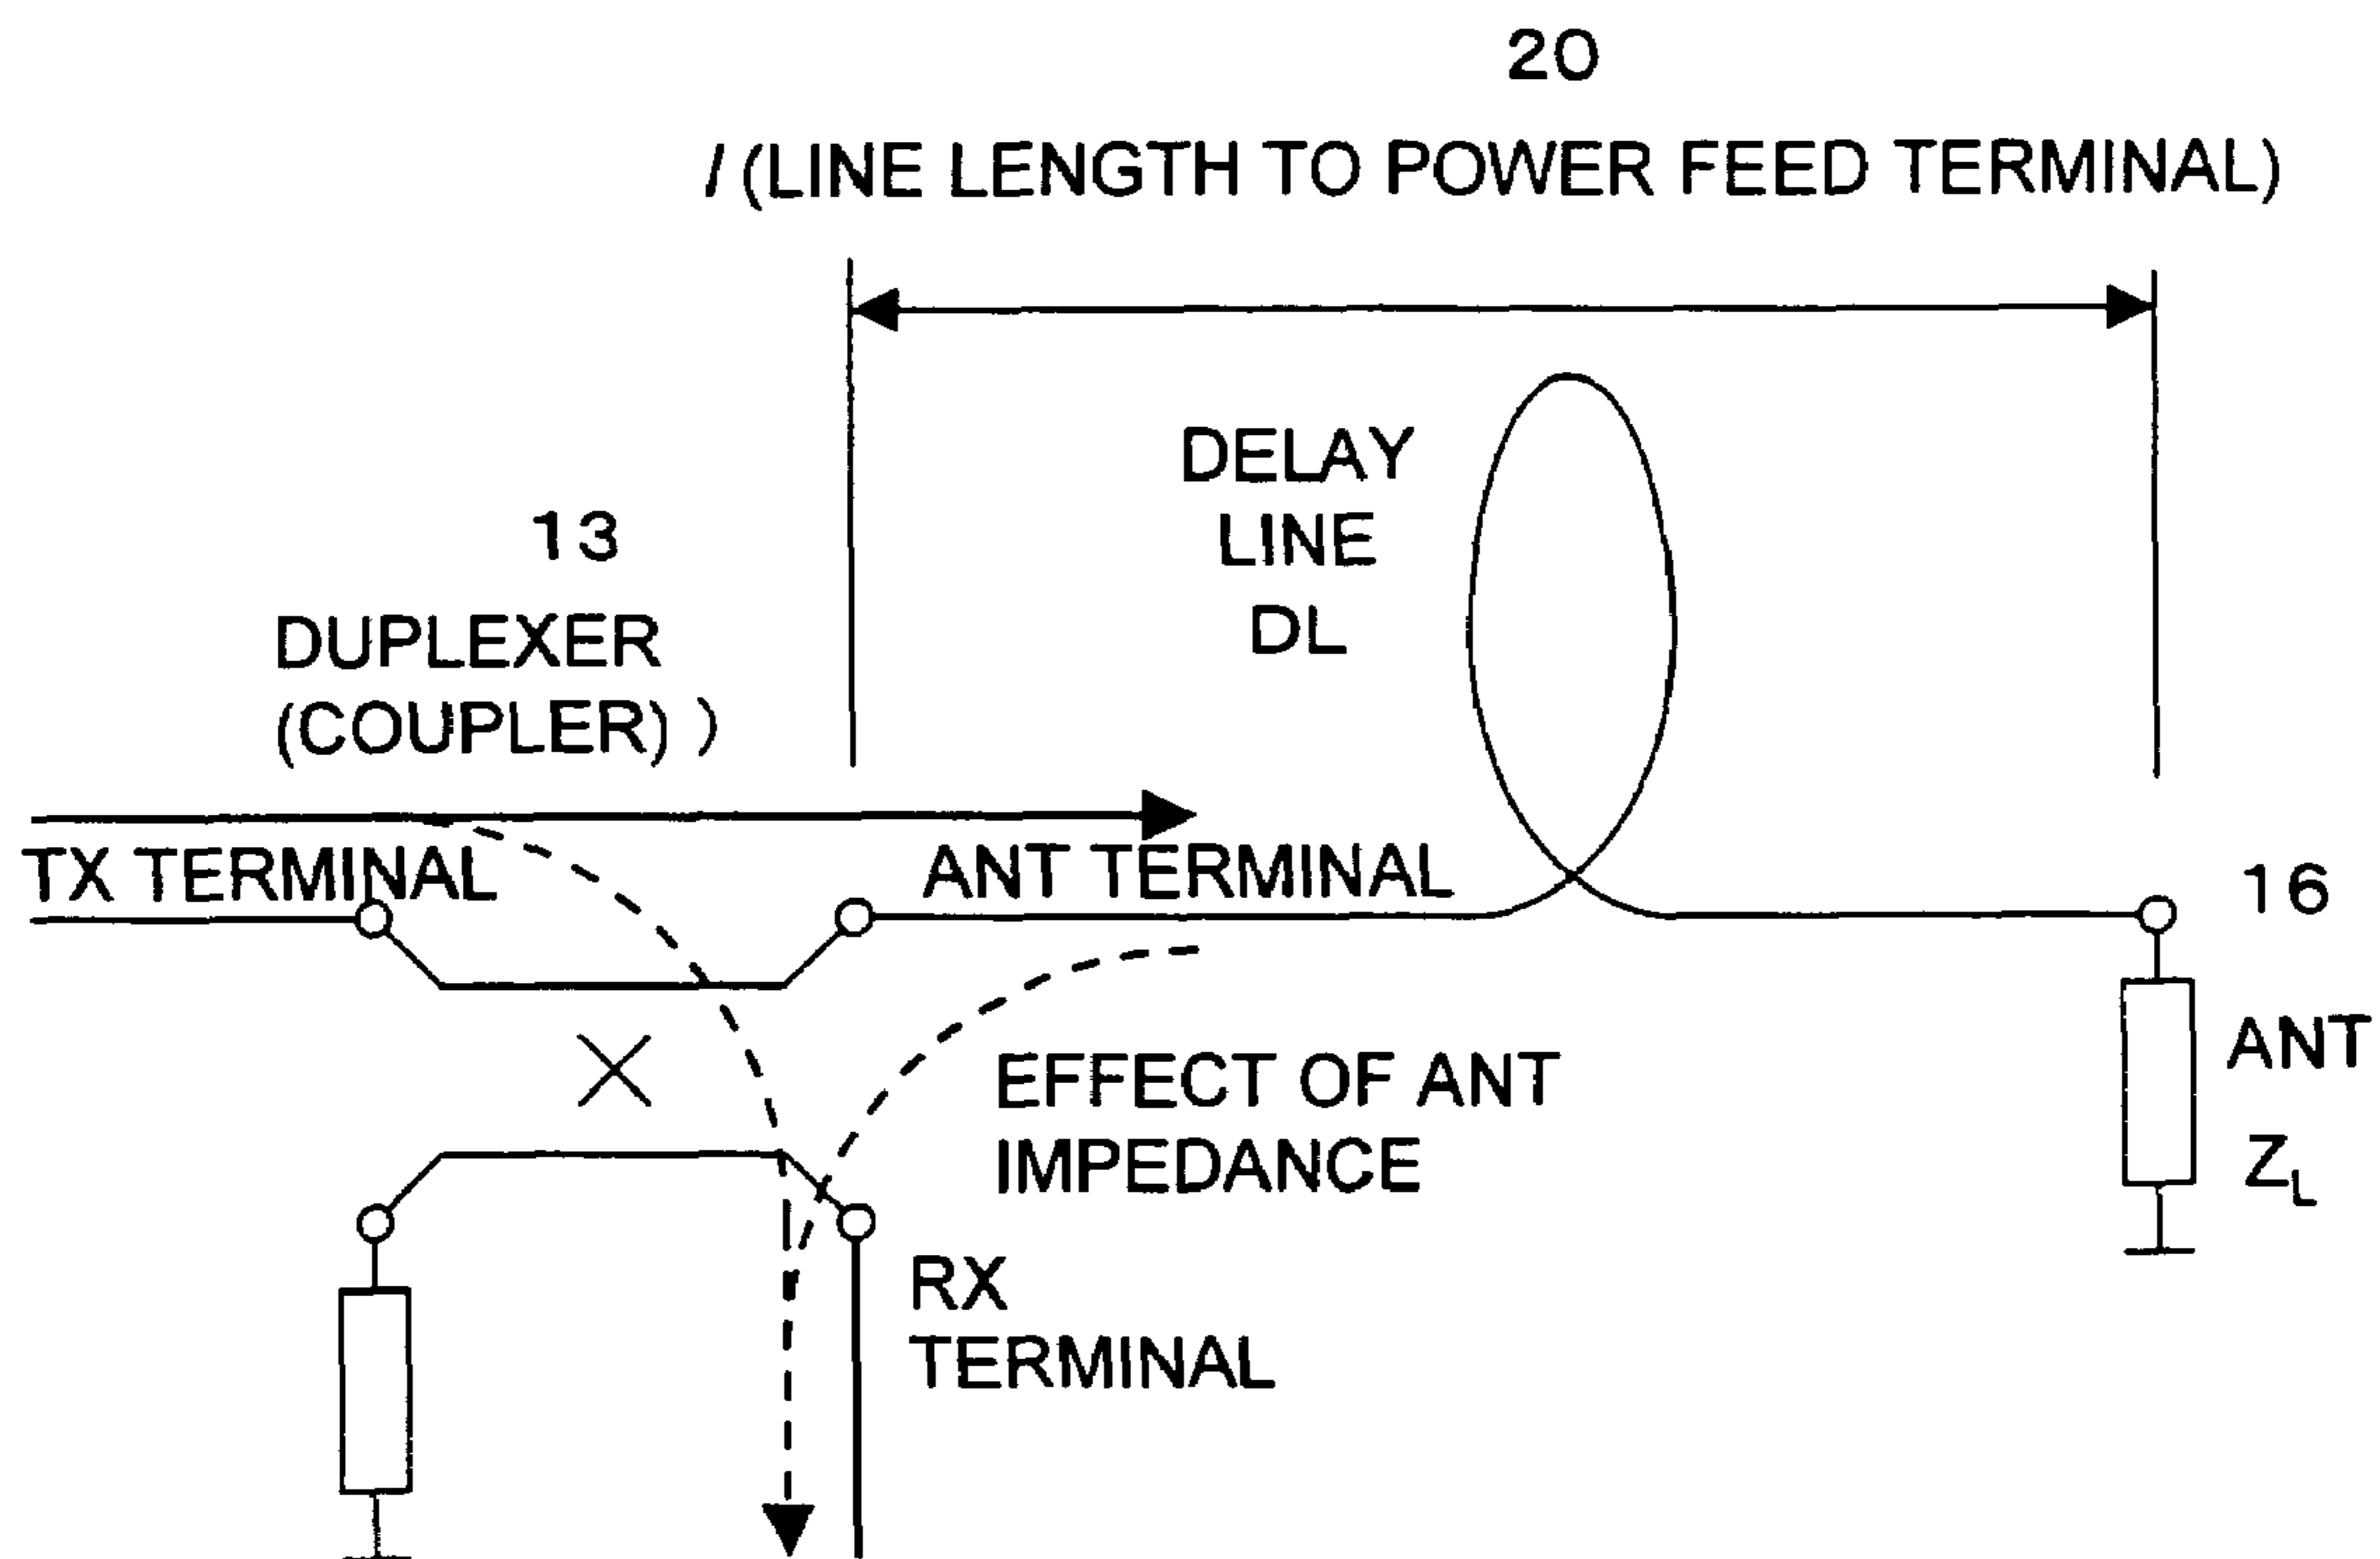 20
l (LINE LENGTH TO POWER FEED TERMINAL)
DELAY
LINE
DL
13
DUPLEXER
(COUPLER) )
TX TERMINAL
ANT TERMINAL
16
ANT
Z_L
EFFECT OF ANT
IMPEDANCE
RX
TERMINAL